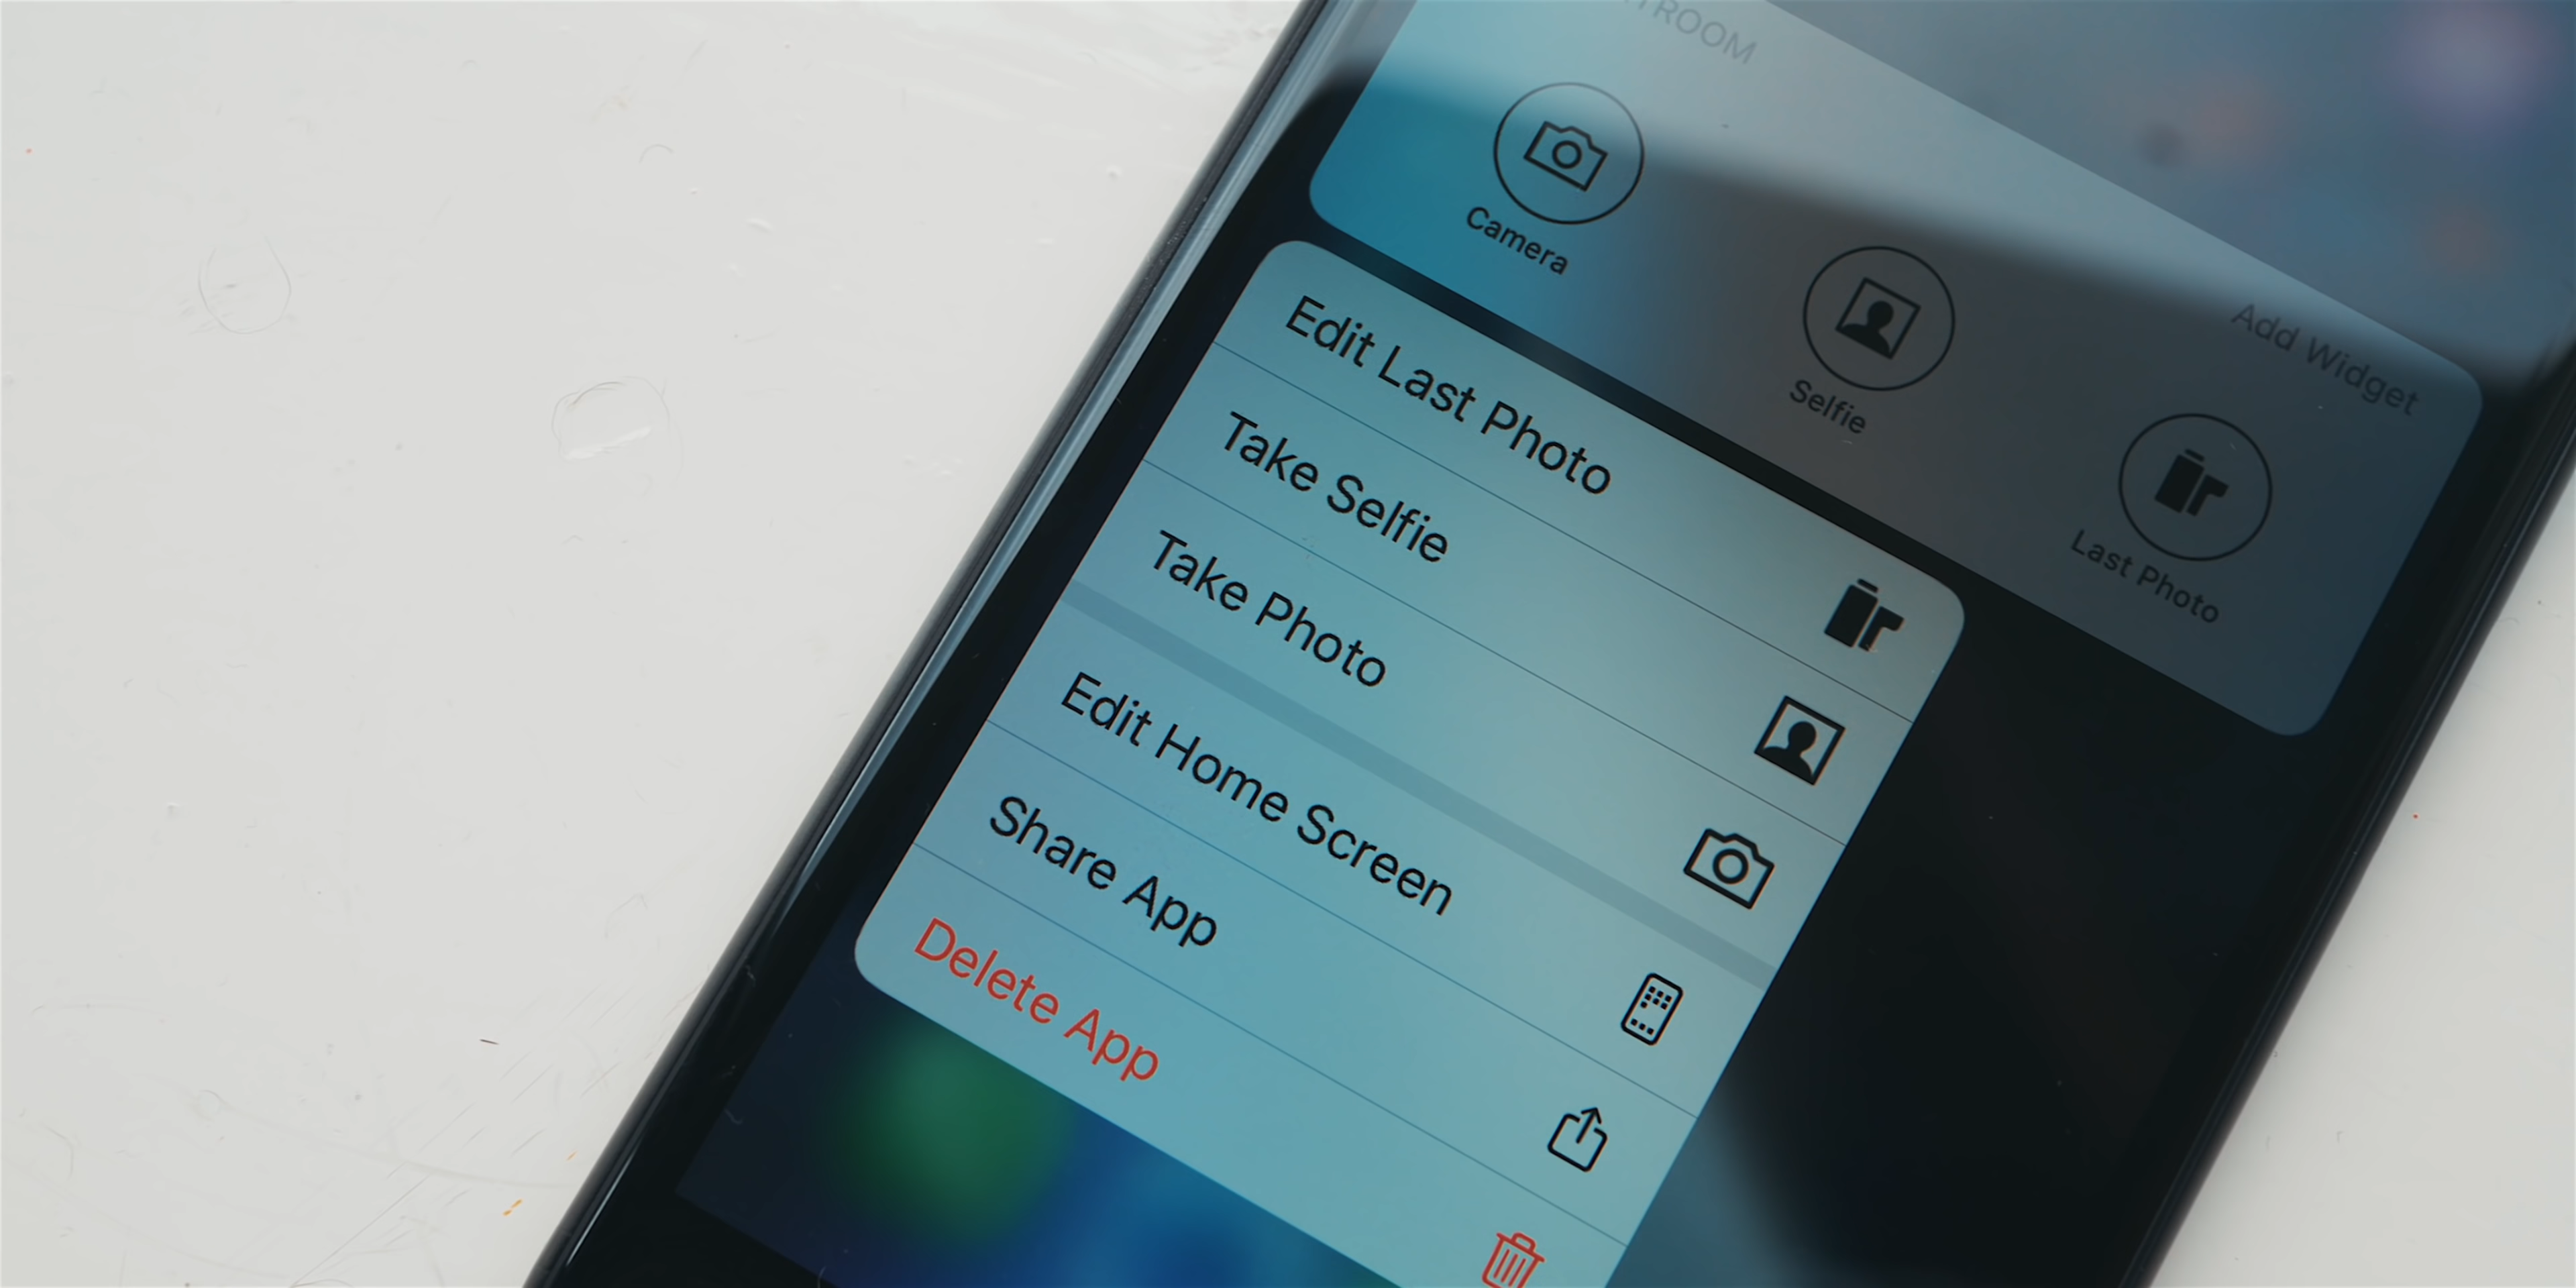 TROOM
Add Widget
Camera
Selfie
Last Photo
Edit Last Photo
Take Selfie
Take Photo
Edit Home Screen
Share App
Delete App